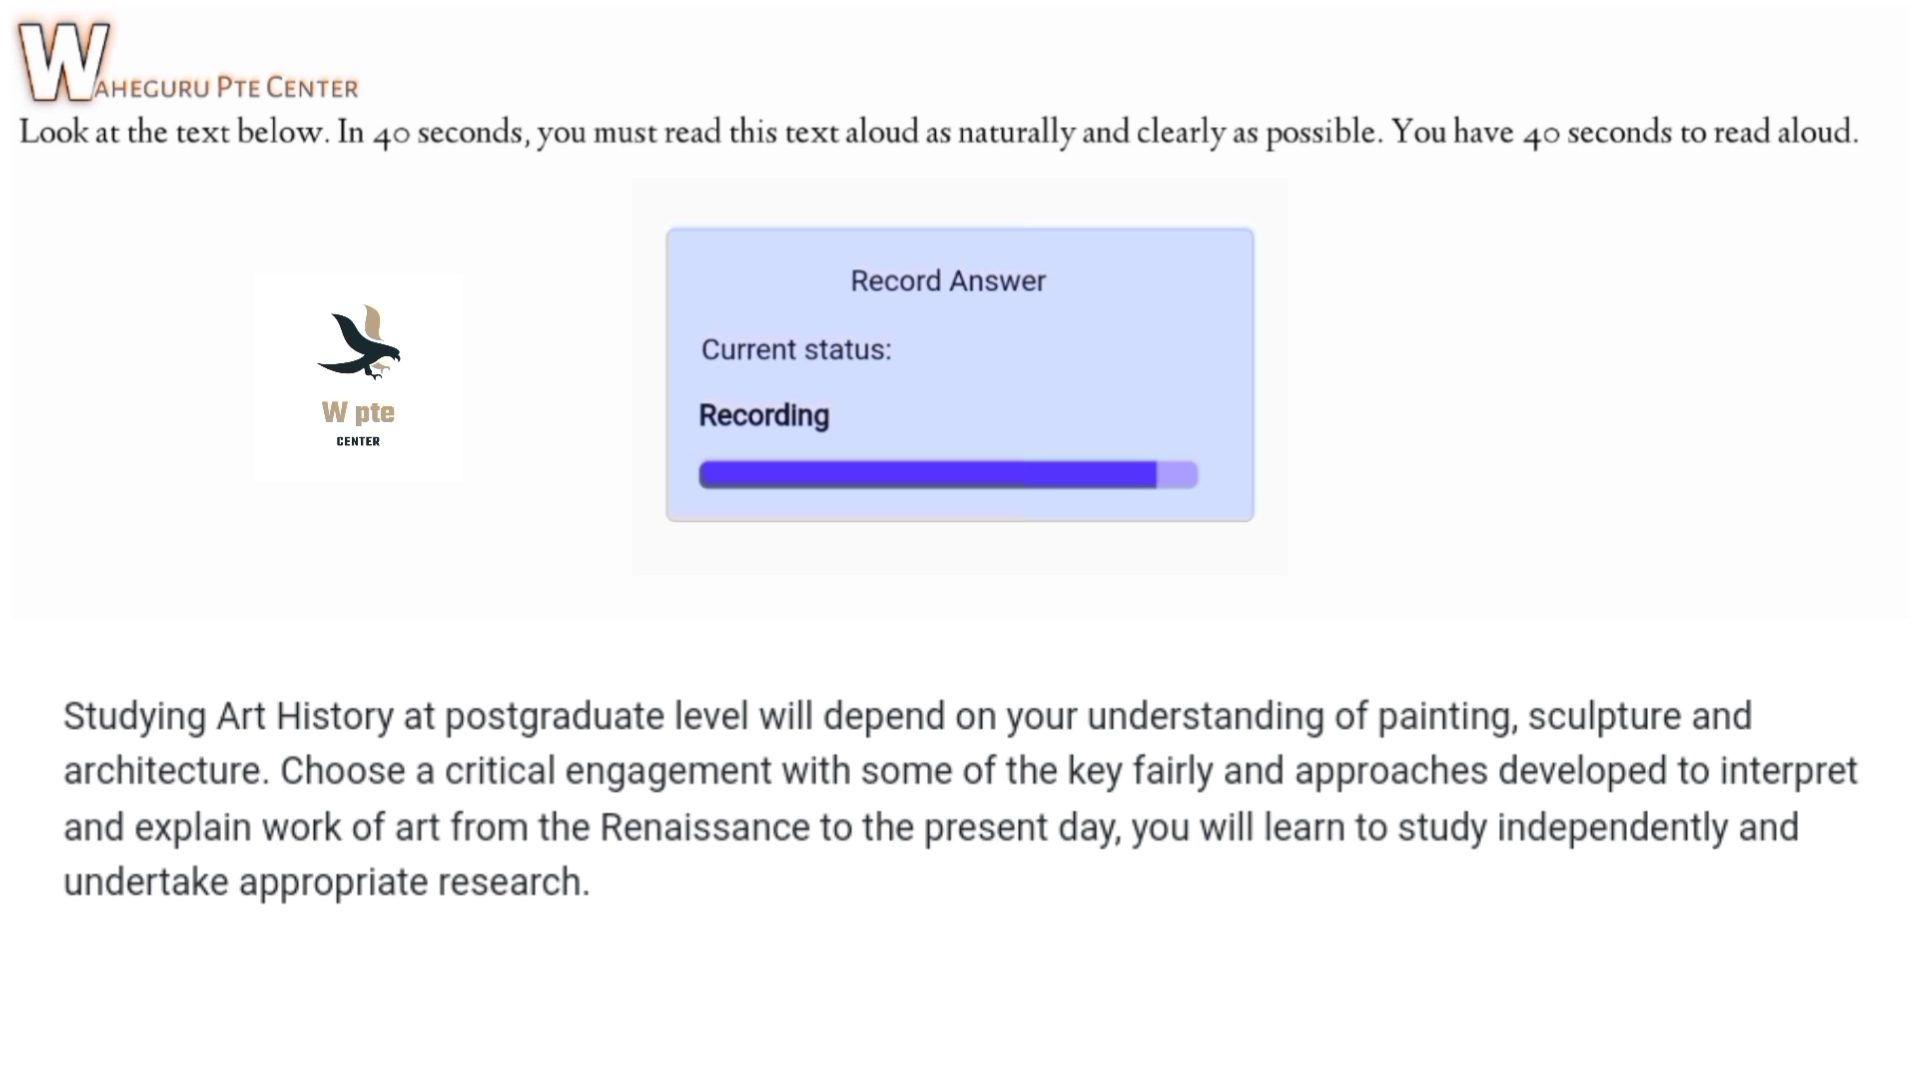 WAHEGURU PTE CENTER
Look at the text below. In 40 seconds, you must read this text aloud as naturally and clearly as possible. You have 40 seconds to read aloud.
Record Answer
Current status:
Recording
W pte
CENTER
Studying Art History at postgraduate level will depend on your understanding of painting, sculpture and
architecture. Choose a critical engagement with some of the key fairly and approaches developed to interpret
and explain work of art from the Renaissance to the present day, you will learn to study independently and
undertake appropriate research.